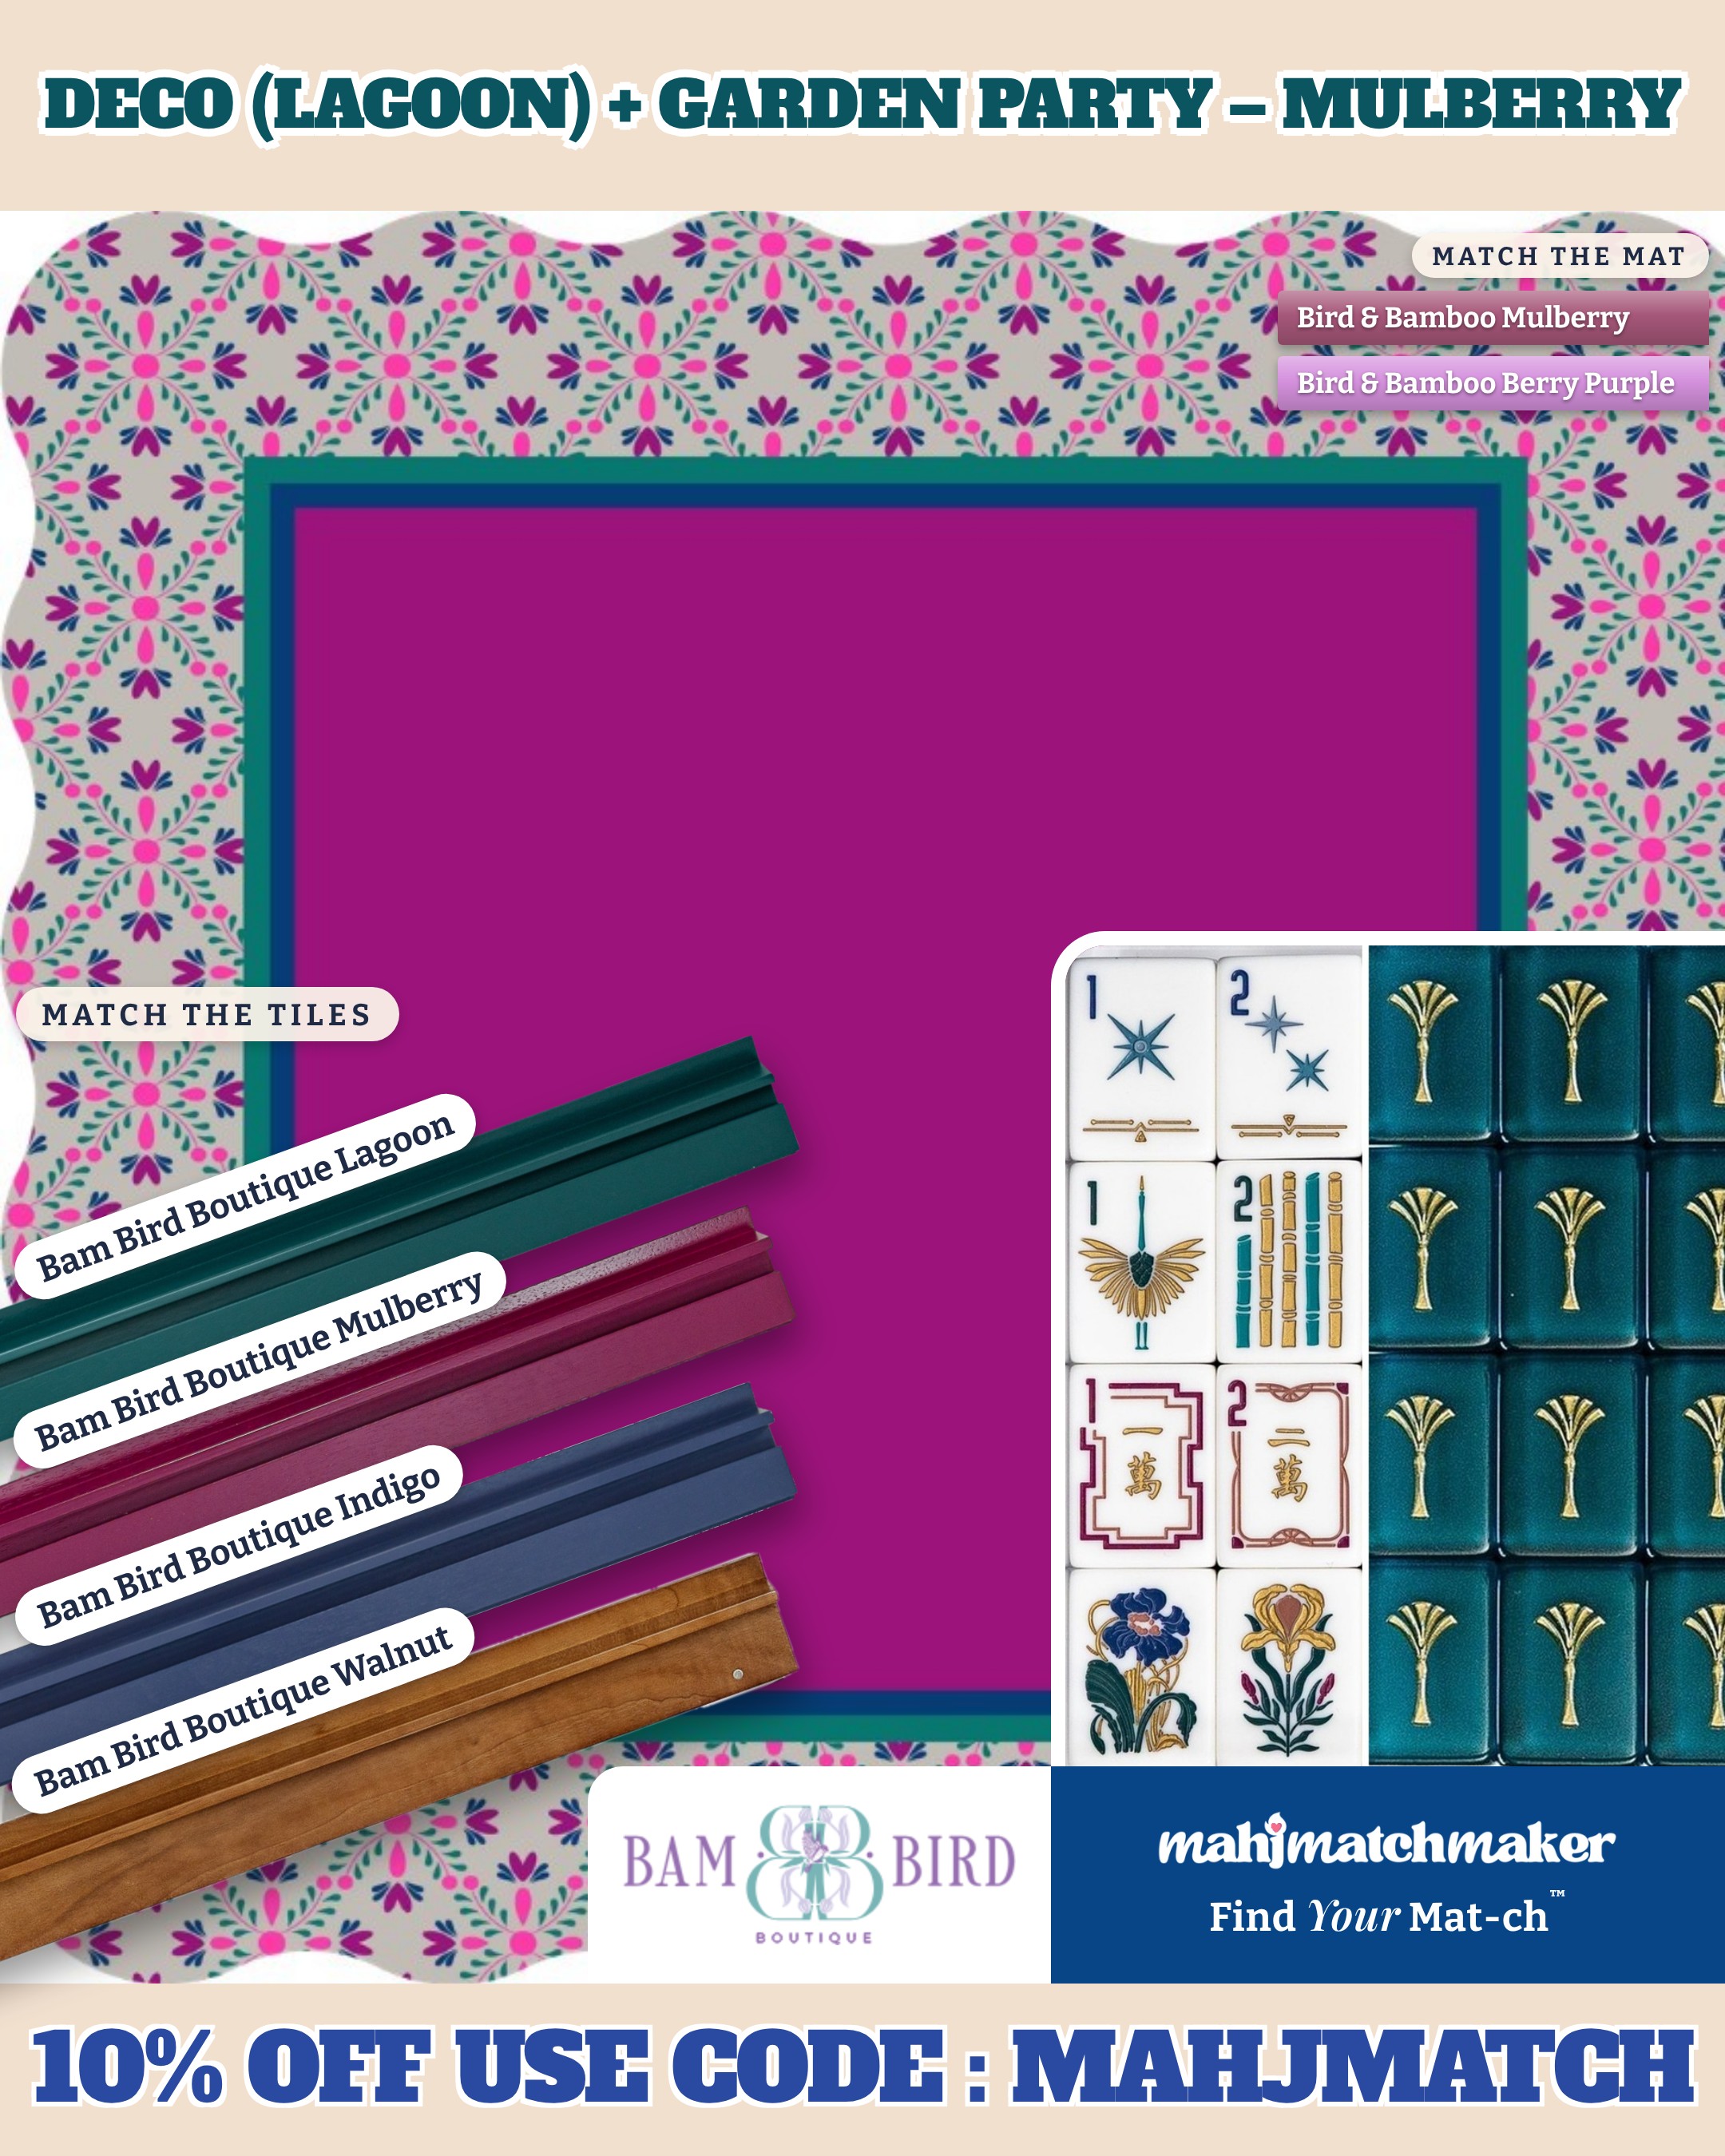 DECO (LAGOON) + GARDEN PARTY – MULBERRY
MATCH THE MAT
Bird & Bamboo Mulberry
Bird & Bamboo Berry Purple
MATCH THE TILES
Bam Bird Boutique Lagoon
Bam Bird Boutique Mulberry
Bam Bird Boutique Indigo
Bam Bird Boutique Walnut
1 2
1 2
1 2
一萬 二萬
BAM BIRD
BOUTIQUE
mahjmatchmaker
Find Your Mat-ch™
10% OFF USE CODE : MAHJMATCH